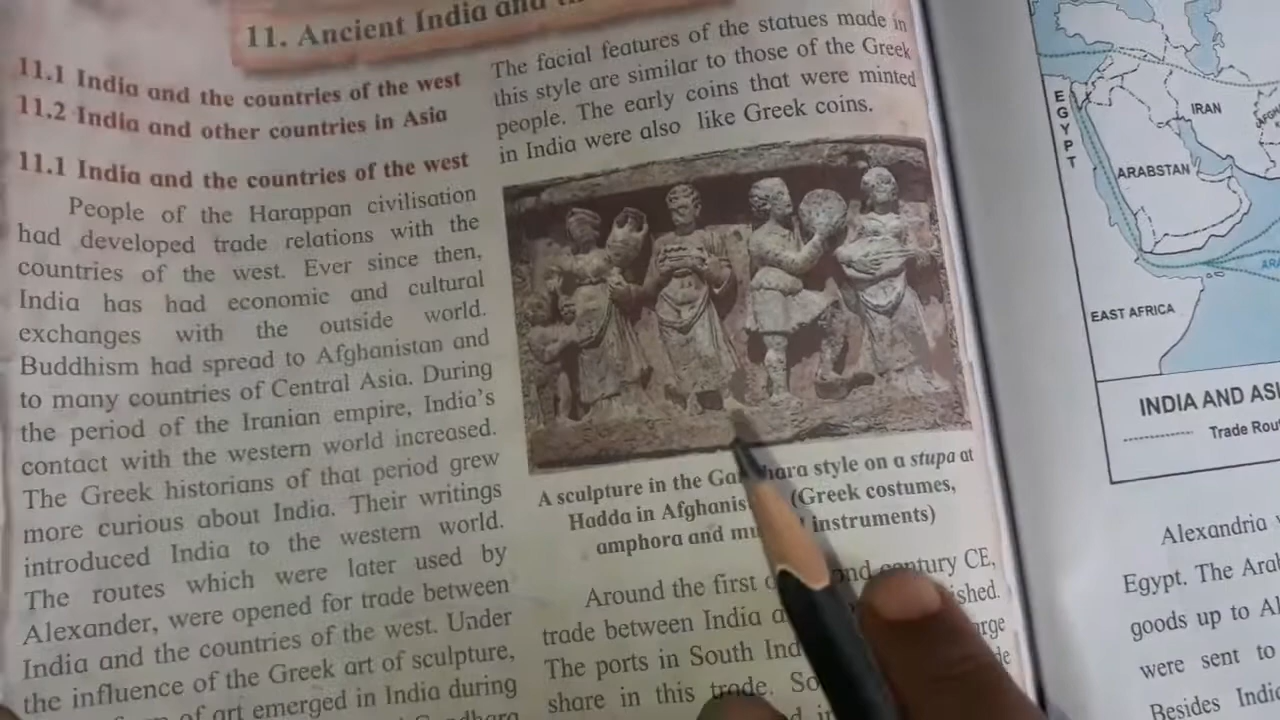 11. Ancient India and
11.1 India and the countries of the west
11.2 India and other countries in Asia
11.1 India and the countries of the west
People of the Harappan civilisation
had developed trade relations with the
countries of the west. Ever since then,
India has had economic and cultural
exchanges with the outside world.
Buddhism had spread to Afghanistan and
to many countries of Central Asia. During
the period of the Iranian empire, India's
contact with the western world increased.
The Greek historians of that period grew
more curious about India. Their writings
introduced India to the western world.
The routes which were later used by
Alexander, were opened for trade between
India and the countries of the west. Under
the influence of the Greek art of sculpture,
of art emerged in India during
The facial features of the statues made in
this style are similar to those of the Greek
people. The early coins that were minted
in India were also like Greek coins.
A sculpture in the Gandhara style on a stupa at
Hadda in Afghanis (Greek costumes,
amphora and mu instruments)
Around the first century CE,
trade between India
The ports in South Ind
share in this trade. So
EGYPT
IRAN
ARABSTAN
EAST AFRICA
INDIA AND ASI
Trade Rou
Alexandria
Egypt. The Arab
goods up to Al
were sent to
Besides India